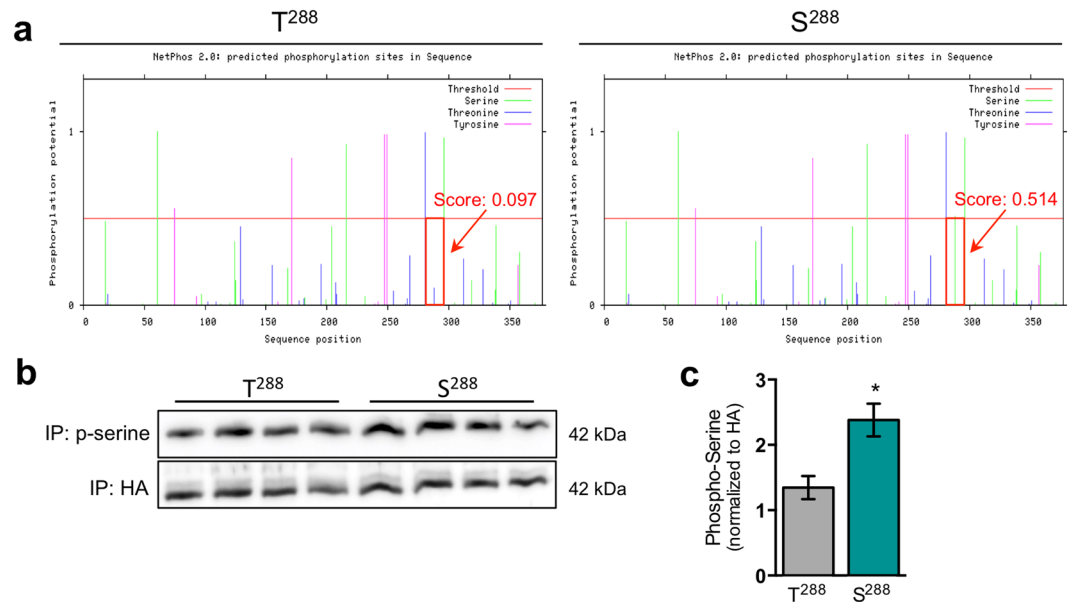 a
T288
S288
NetPhos 2.0: predicted phosphorylation sites in Sequence
NetPhos 2.0: predicted phosphorylation sites in Sequence
Phosphorylation potential
1
0
Threshold
Serine
Threonine
Tyrosine
Score: 0.097
0 50 100 150 200 250 300 350
Sequence position
Phosphorylation potential
1
0
Threshold
Serine
Threonine
Tyrosine
Score: 0.514
0 50 100 150 200 250 300 350
Sequence position
b
T288
S288
IP: p-serine
42 kDa
IP: HA
42 kDa
c
Phospho-Serine
(normalized to HA)
3
2
1
0
*
T288
S288